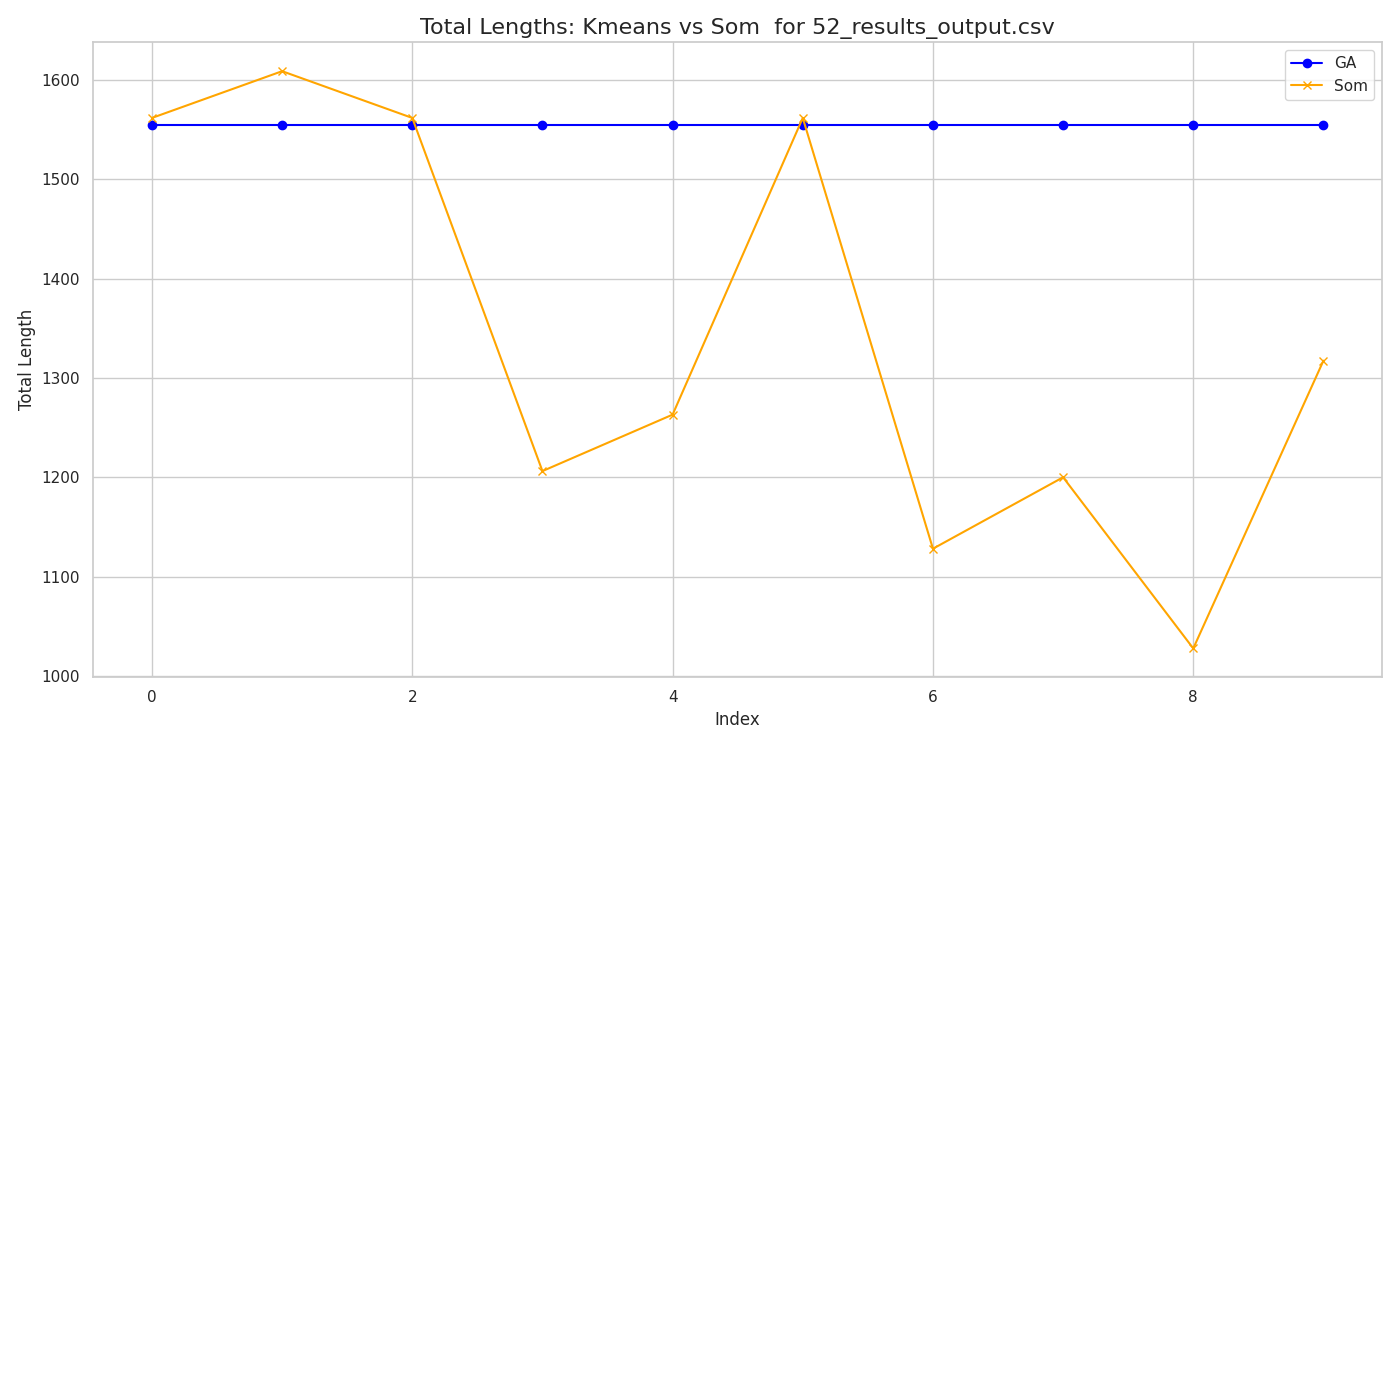 Total Lengths: Kmeans vs Som  for 52_results_output.csv
GA
Som
1600
1500
1400
1300
1200
1100
1000
Total Length
0 2 4 6 8
Index